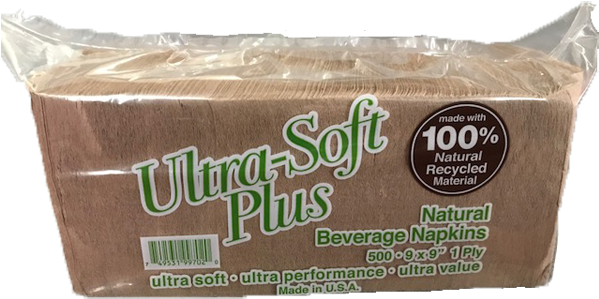 Ultra-Soft
Plus
made with
100%
Natural
Recycled
Material
Natural
Beverage Napkins
500 • 9 x 9" 1 Ply
ultra soft • ultra performance • ultra value
Made in U.S.A.